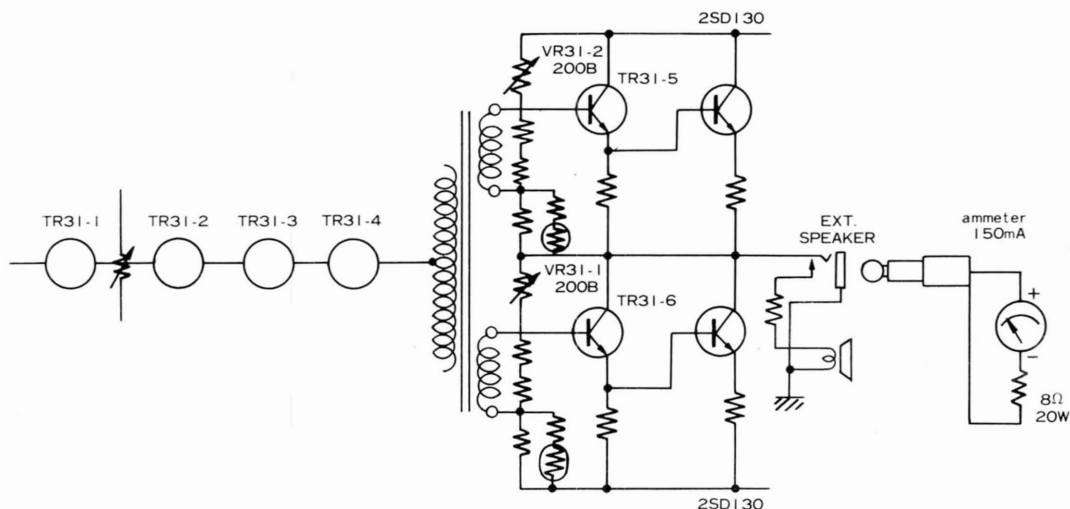 2SD130
VR31-2
200B
TR31-5
TR31-1
TR31-2
TR31-3
TR31-4
EXT.
SPEAKER
ammeter
150mA
VR31-1
200B
TR31-6
+
-
8Ω
20W
2SD130